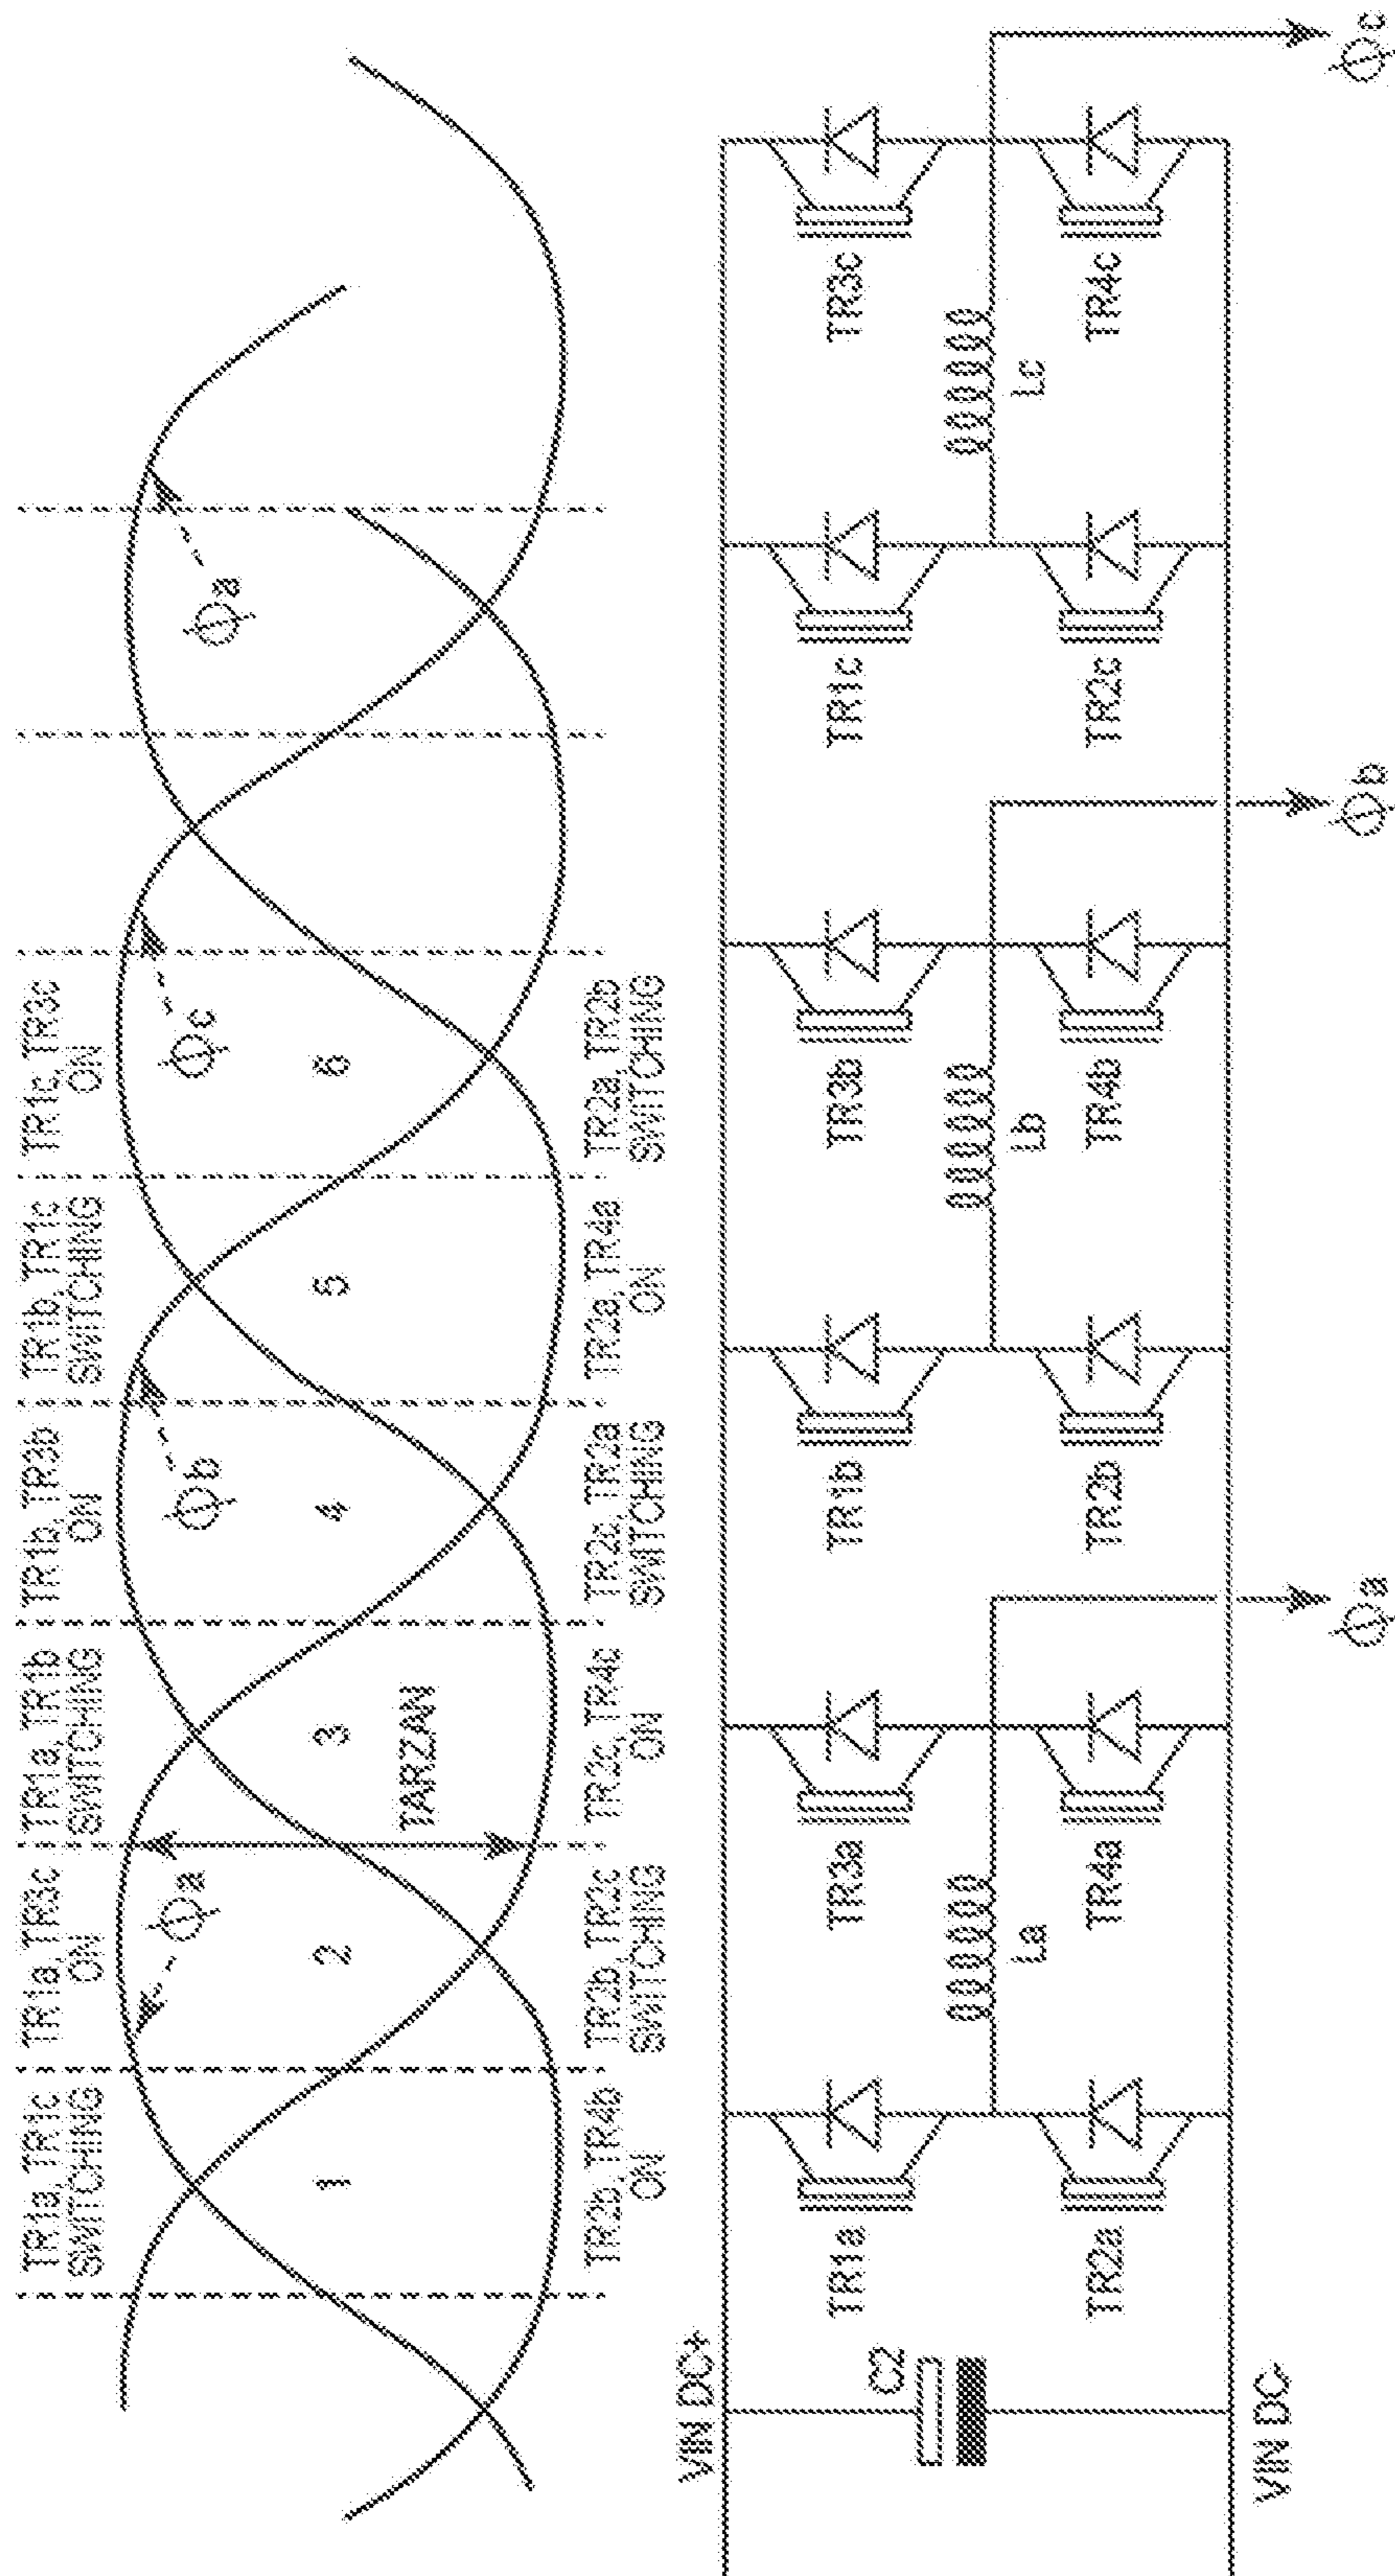 TR1a, TR1c
SWITCHING
TR1a, TR3c
ON
TR1a, TR1b
SWITCHING
TR1b, TR3b
ON
TR1b, TR1c
SWITCHING
TR1c, TR3c
ON
Φa
Φb
Φc
Φa
1
2
3
4
5
6
TARZAN
TR2b, TR4b
ON
TR2b, TR2c
SWITCHING
TR2c, TR4c
ON
TR2c, TR2a
SWITCHING
TR2a, TR4a
ON
TR2a, TR2b
SWITCHING
VIN DC+
C2
TR1a
TR3a
TR1b
TR3b
TR1c
TR3c
La
Lb
Lc
TR2a
TR4a
TR2b
TR4b
TR2c
TR4c
VIN DC-
Φa
Φb
Φc